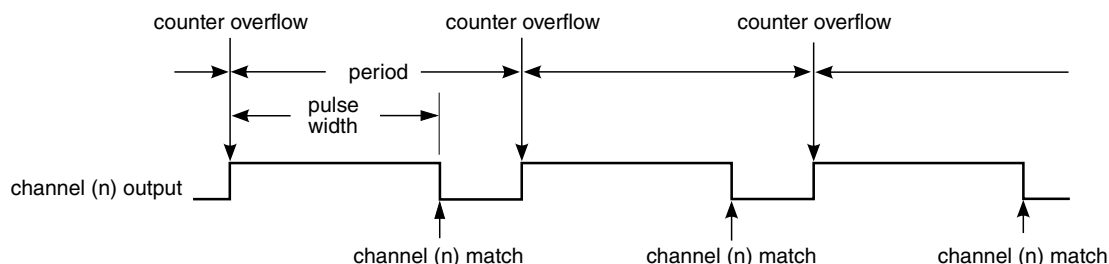 counter overflow counter overflow counter overflow
period
pulse
width
channel (n) output
channel (n) match channel (n) match channel (n) match